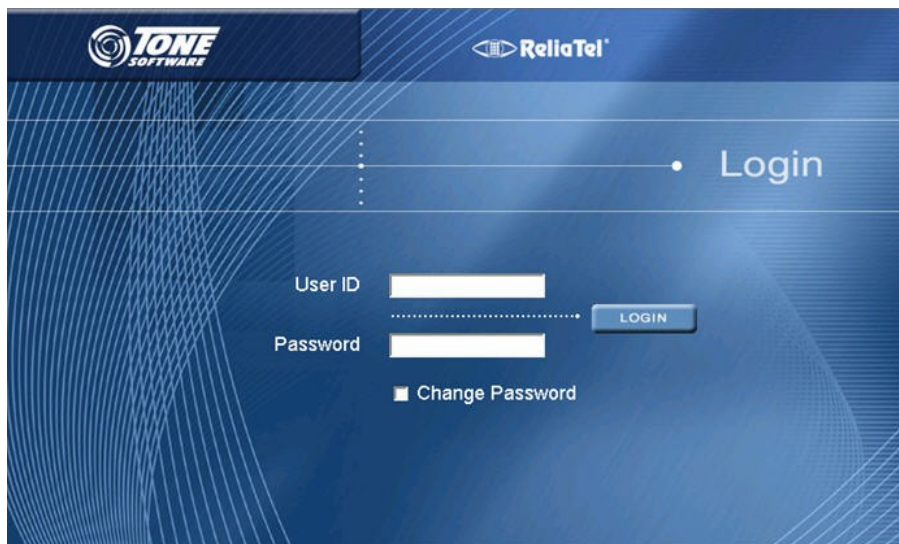 TONE
SOFTWARE
ReliaTel®
Login
User ID
LOGIN
Password
Change Password